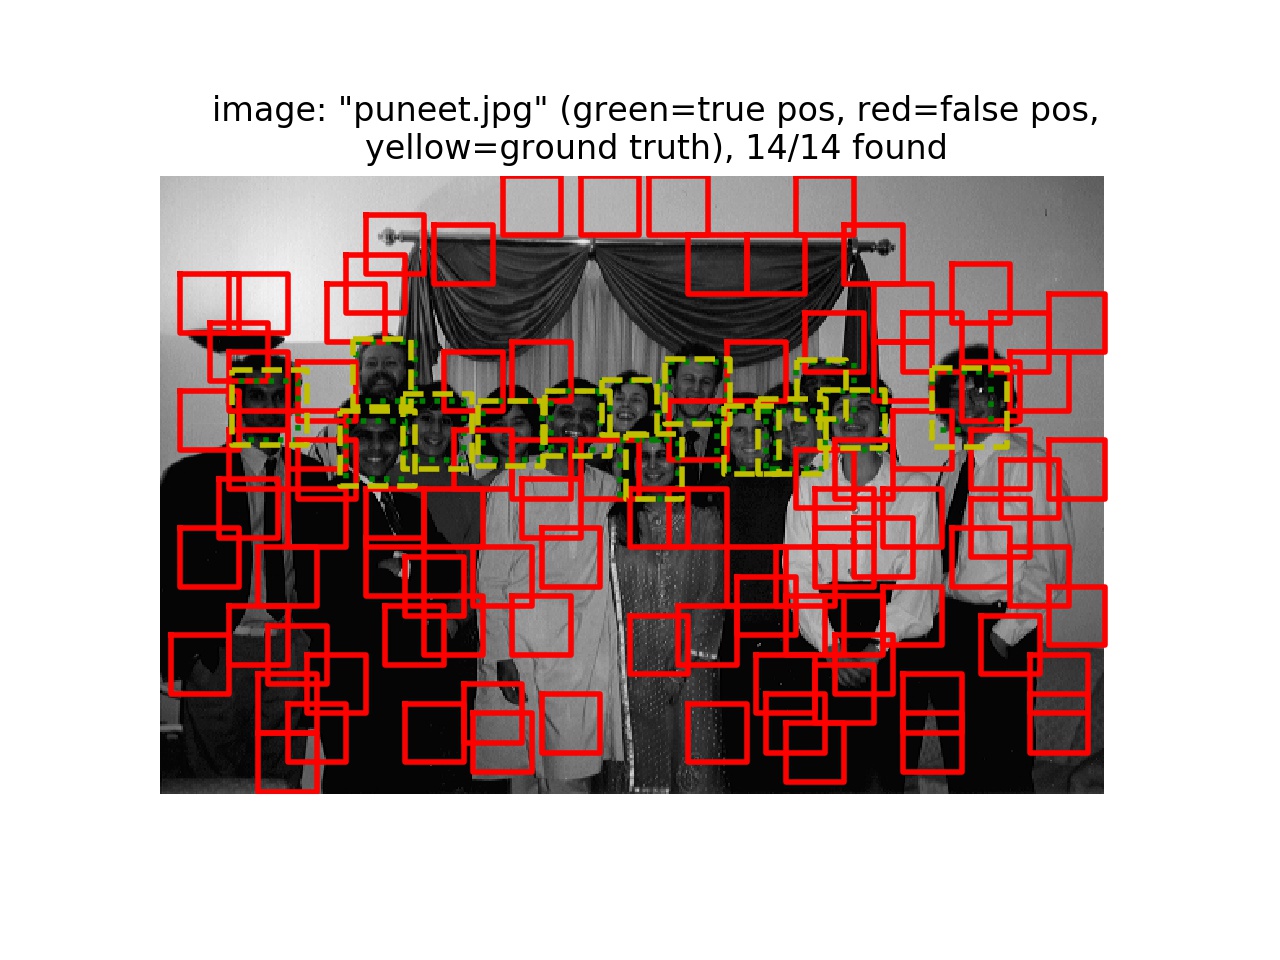 image: "puneet.jpg" (green=true pos, red=false pos,
yellow=ground truth), 14/14 found